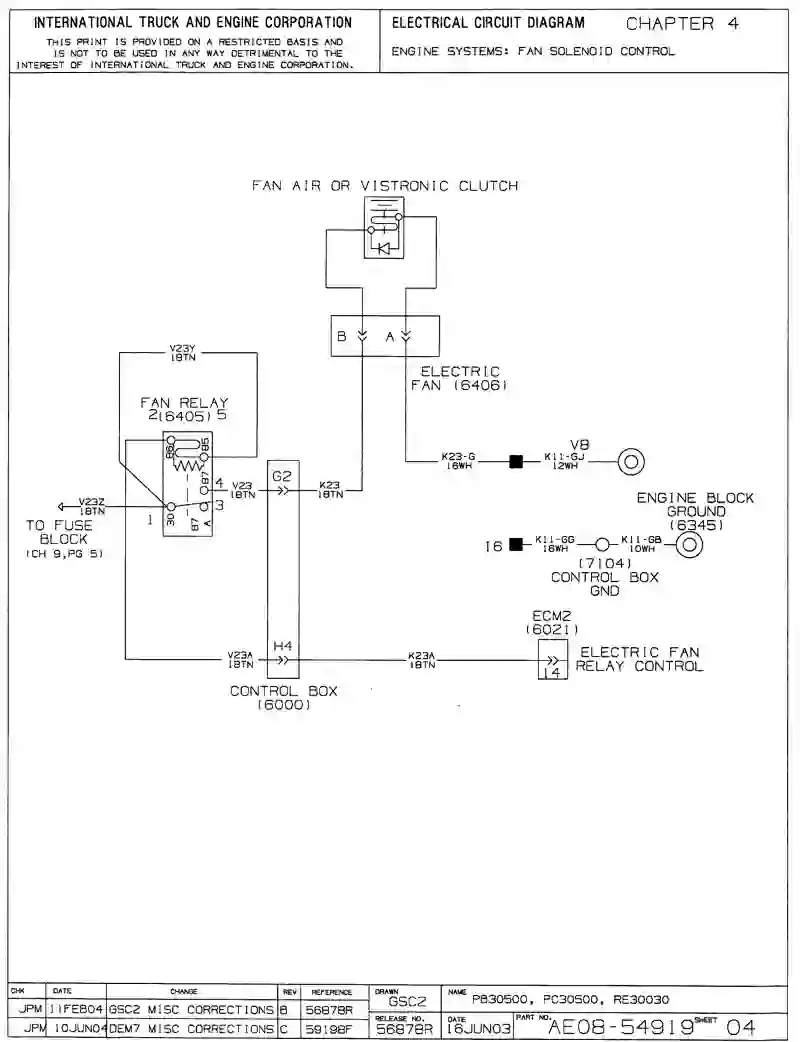 INTERNATIONAL TRUCK AND ENGINE CORPORATION
THIS PRINT IS PROVIDED ON A RESTRICTED BASIS AND
IS NOT TO BE USED IN ANY WAY DETRIMENTAL TO THE
INTEREST OF INTERNATIONAL TRUCK AND ENGINE CORPORATION.
ELECTRICAL CIRCUIT DIAGRAM CHAPTER 4
ENGINE SYSTEMS: FAN SOLENOID CONTROL
FAN AIR OR VISTRONIC CLUTCH
B A
V23Y
18TN
ELECTRIC
FAN (6406)
FAN RELAY
2(6405) 5
86 85
87
30 87 A
4
3
1
V23Z
18TN
TO FUSE
BLOCK
(CH 9,PG 5)
V23
18TN
G2
K23
18TN
K23-G
16WH
V8
K11-GJ
12WH
ENGINE BLOCK
GROUND
(6345)
I6
K11-GG
16WH
K11-GB
10WH
(7104)
CONTROL BOX
GND
ECM2
(6021)
H4
V23A
18TN
K23A
18TN
14
ELECTRIC FAN
RELAY CONTROL
CONTROL BOX
(6000)
CHK DATE CHANGE REV REFERENCE
JPM 11FEB04 GSC2 MISC CORRECTIONS B 56878R
JPM 10JUN04 DEM7 MISC CORRECTIONS C 59198F
DRAWN
GSC2
NAME
PB30500, PC30500, RE30030
RELEASE NO.
56878R
DATE
16JUN03
PART NO.
AE08-54919
SHEET
04